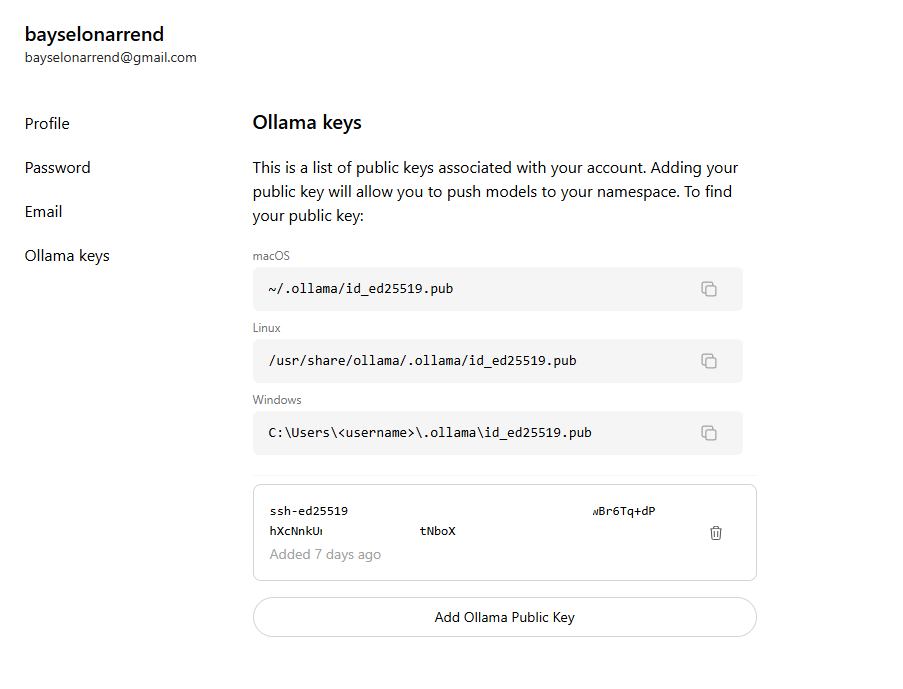 bayselonarrend
bayselonarrend@gmail.com
Profile
Password
Email
Ollama keys
Ollama keys
This is a list of public keys associated with your account. Adding your
public key will allow you to push models to your namespace. To find
your public key:
macOS
~/.ollama/id_ed25519.pub
Linux
/usr/share/ollama/.ollama/id_ed25519.pub
Windows
C:\Users\<username>\.ollama\id_ed25519.pub
ssh-ed25519 Br6Tq+dP
hXcNnkU tNboX
Added 7 days ago
Add Ollama Public Key